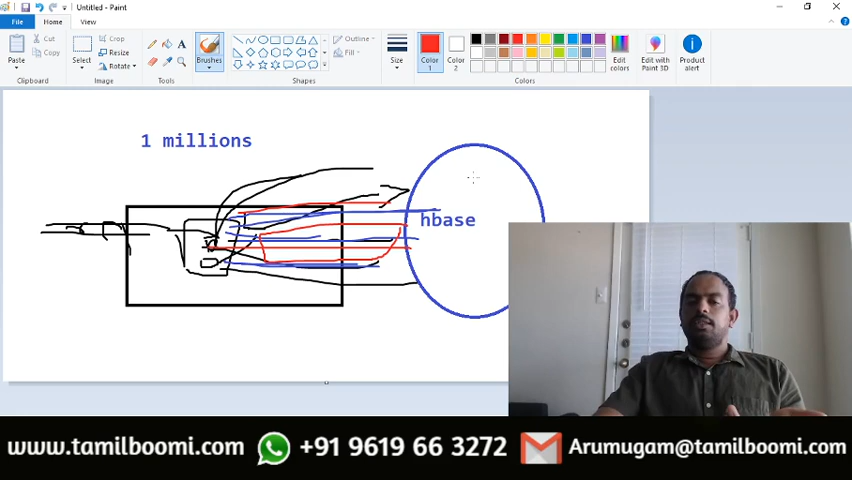 Untitled - Paint
File
Home
View
Paste
Cut
Copy
Clipboard
Select
Crop
Resize
Rotate
Image
Tools
A
Brushes
Shapes
Outline
Fill
Size
Color
1
Color
2
Colors
Edit
colors
Edit with
Paint 3D
Product
alert
1 millions
hbase
www.tamilboomi.com
+91 9619 66 3272
Arumugam@tamilboomi.com